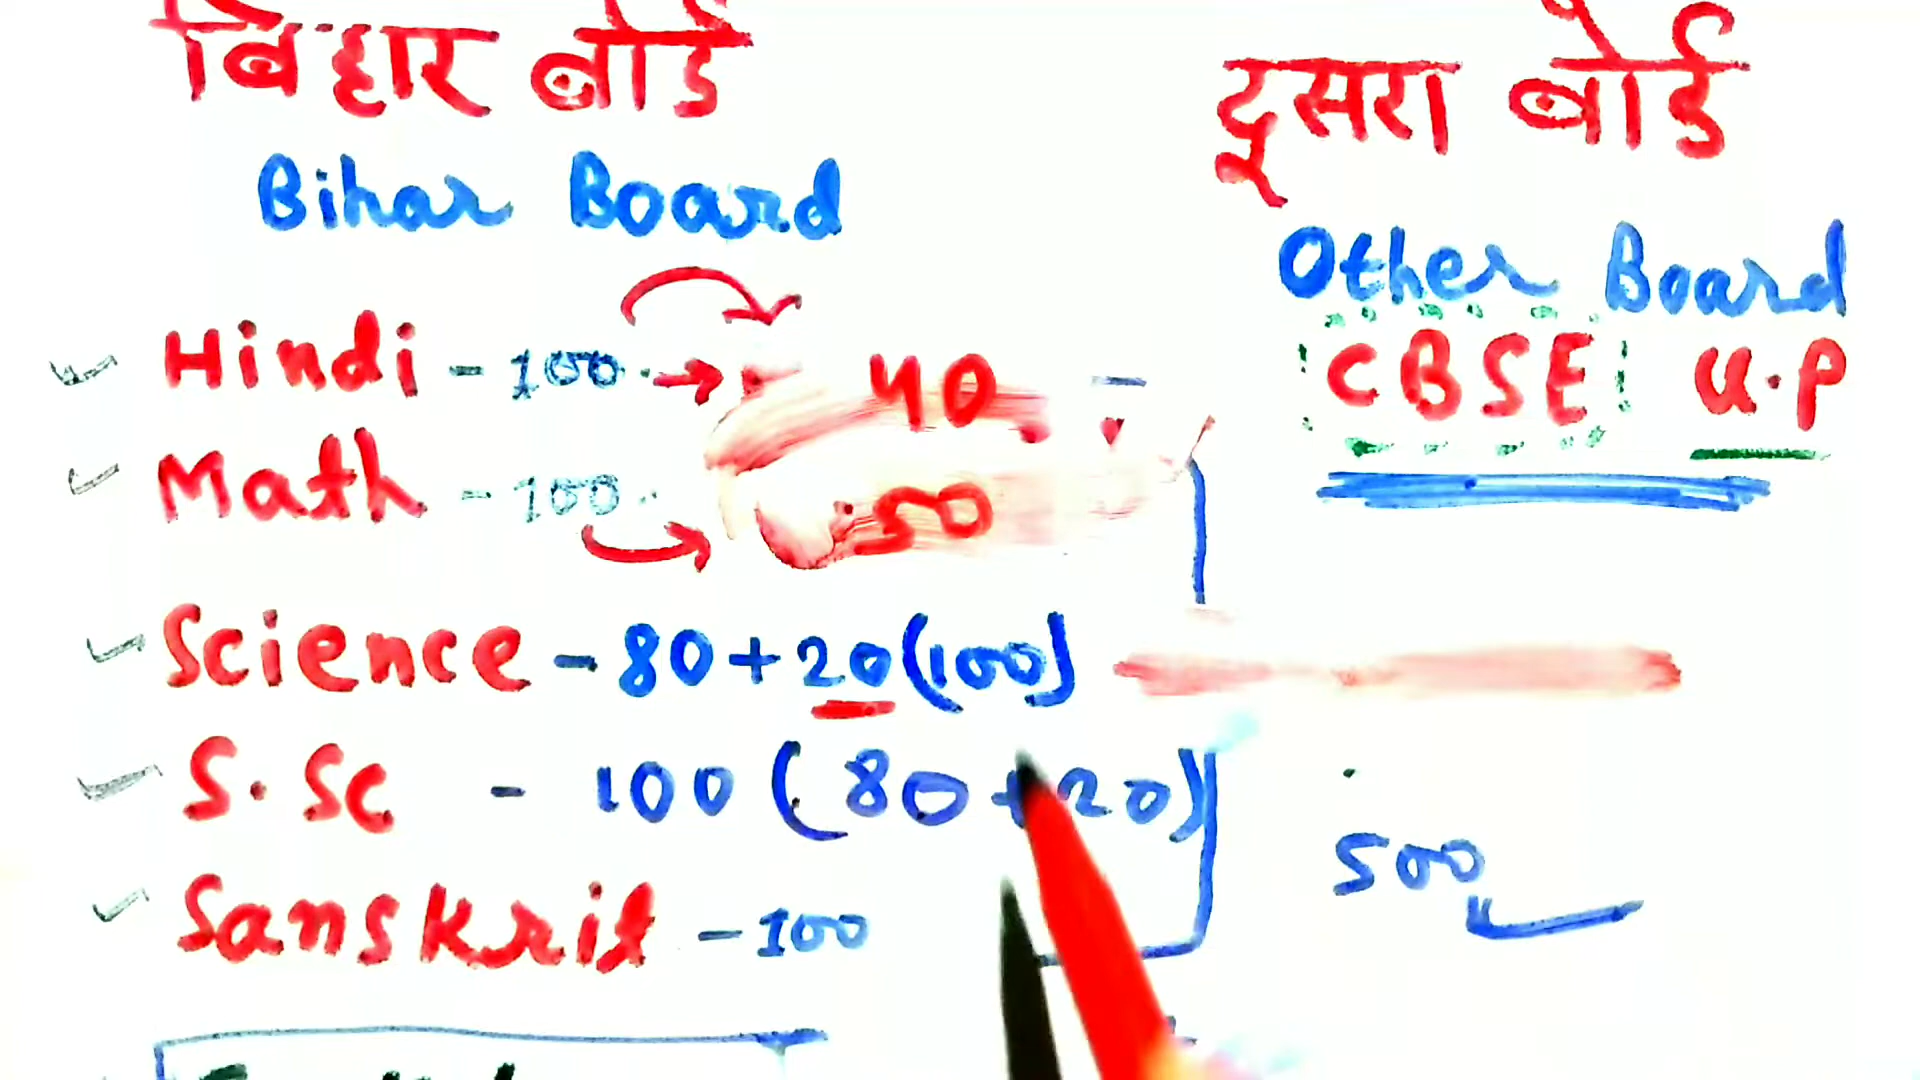 बिहार बोर्ड
दूसरा बोर्ड
Bihar Board
Other Board
CBSE U.P
Hindi - 100 → 40
Math - 100 50
Science - 80+20(100)
S.Sc - 100 (80+20)
500
Sanskrit - 100